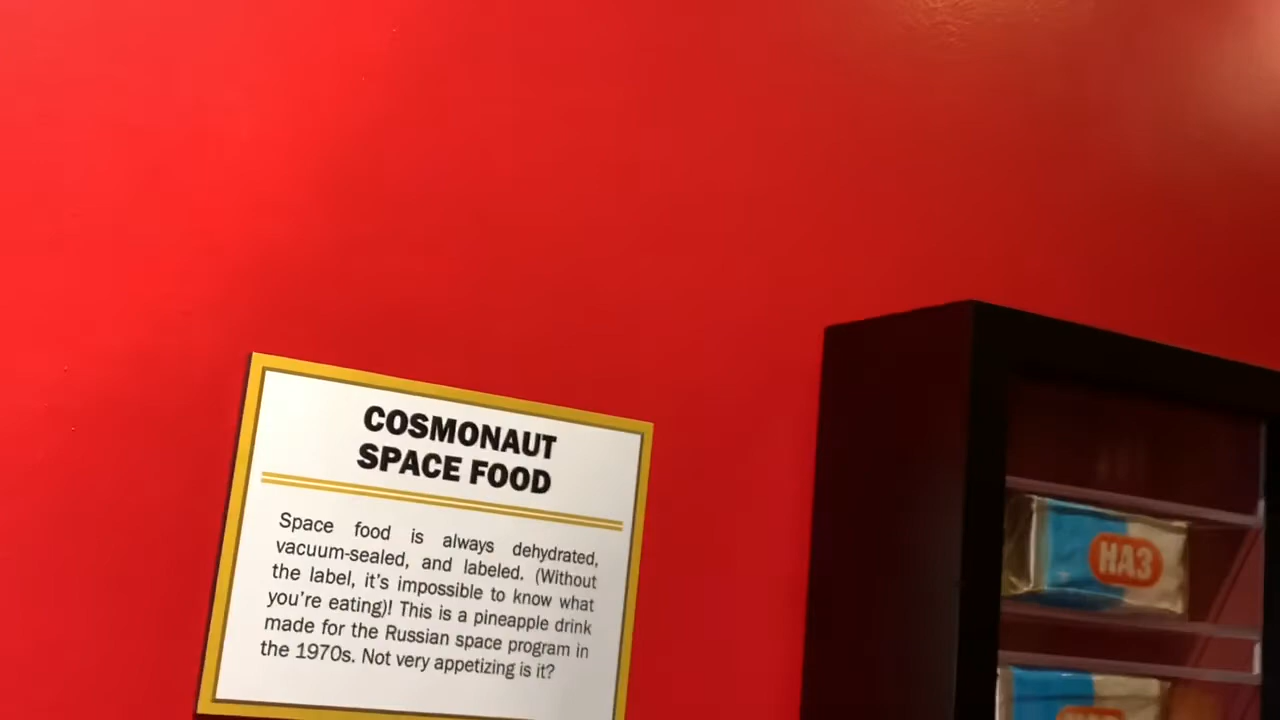 COSMONAUT
SPACE FOOD
Space food is always dehydrated,
vacuum-sealed, and labeled. (Without
the label, it's impossible to know what
you're eating)! This is a pineapple drink
made for the Russian space program in
the 1970s. Not very appetizing is it?
НАЗ